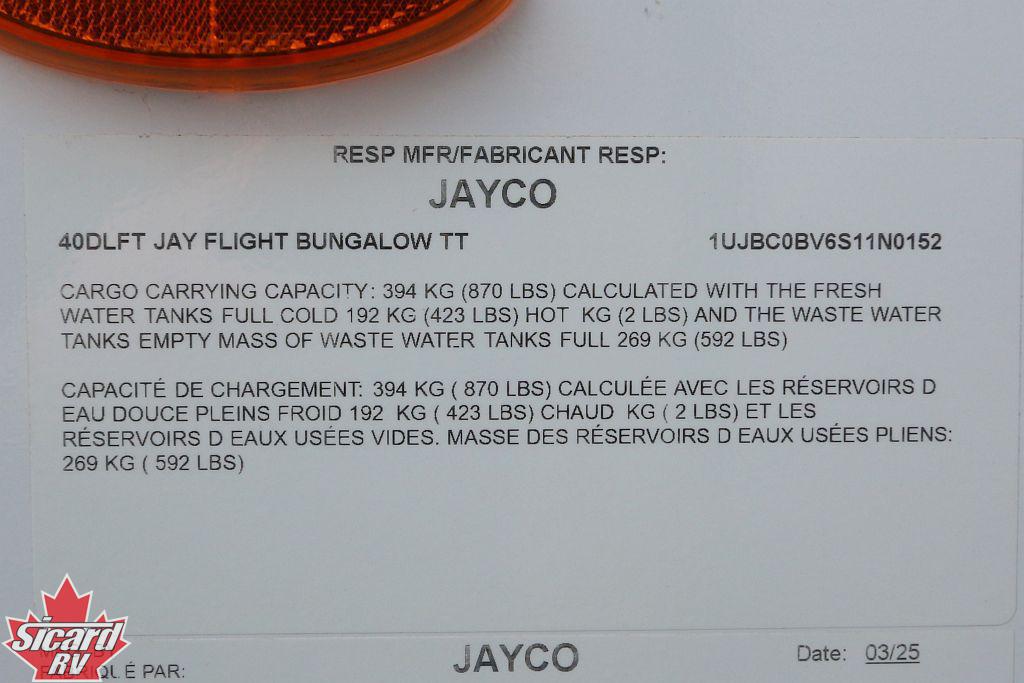 RESP MFR/FABRICANT RESP:
JAYCO
40DLFT JAY FLIGHT BUNGALOW TT 1UJBC0BV6S11N0152
CARGO CARRYING CAPACITY: 394 KG (870 LBS) CALCULATED WITH THE FRESH
WATER TANKS FULL COLD 192 KG (423 LBS) HOT KG (2 LBS) AND THE WASTE WATER
TANKS EMPTY MASS OF WASTE WATER TANKS FULL 269 KG (592 LBS)
CAPACITÉ DE CHARGEMENT: 394 KG ( 870 LBS) CALCULÉE AVEC LES RÉSERVOIRS D
EAU DOUCE PLEINS FROID 192 KG ( 423 LBS) CHAUD KG ( 2 LBS) ET LES
RÉSERVOIRS D EAUX USÉES VIDES. MASSE DES RÉSERVOIRS D EAUX USÉES PLIENS:
269 KG ( 592 LBS)
JAYCO Date: 03/25
PAR:
Sicard
RV